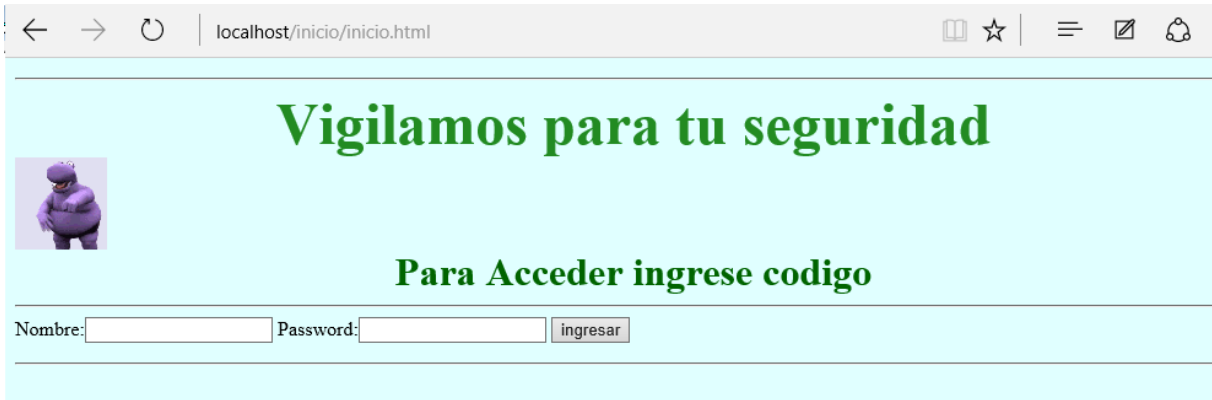 localhost/inicio/inicio.html
Vigilamos para tu seguridad
Para Acceder ingrese codigo
Nombre: Password: ingresar